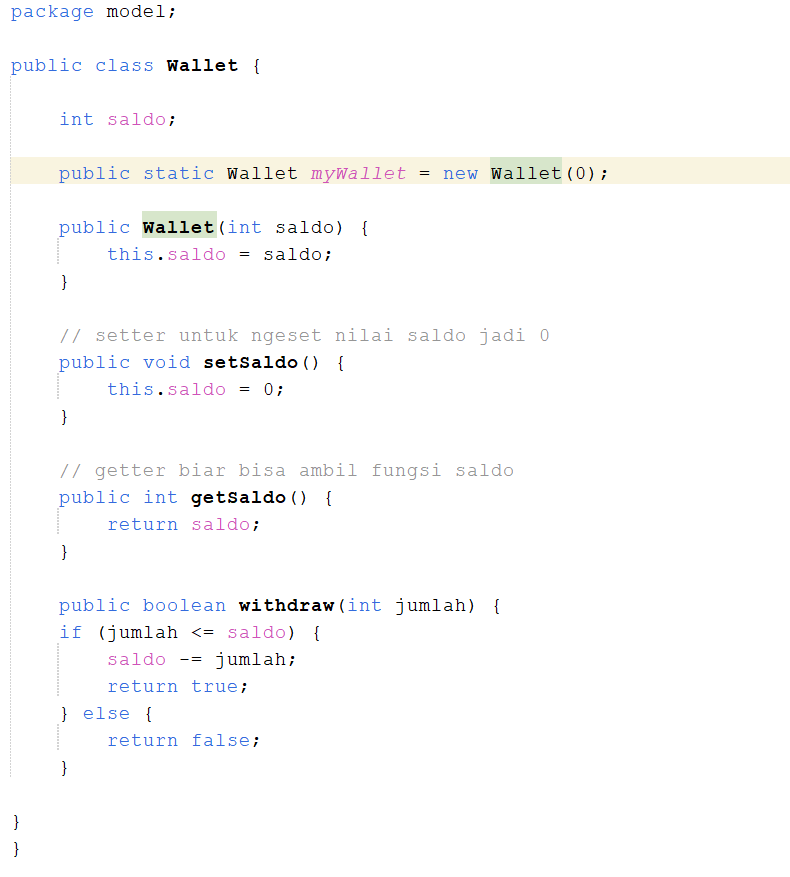 package model;
public class Wallet {
int saldo;
public static Wallet myWallet = new Wallet(0);
public Wallet(int saldo) {
this.saldo = saldo;
}
// setter untuk ngeset nilai saldo jadi 0
public void setSaldo() {
this.saldo = 0;
}
// getter biar bisa ambil fungsi saldo
public int getSaldo() {
return saldo;
}
public boolean withdraw(int jumlah) {
if (jumlah <= saldo) {
saldo -= jumlah;
return true;
} else {
return false;
}
}
}